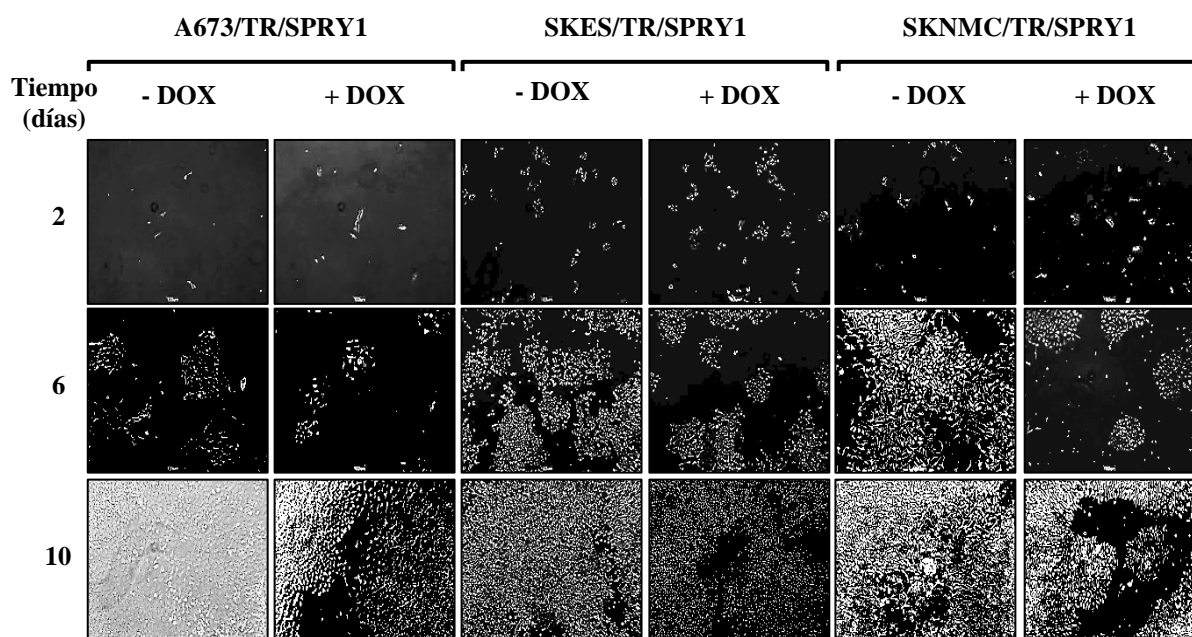 A673/TR/SPRY1 SKES/TR/SPRY1 SKNMC/TR/SPRY1
Tiempo
(días)
- DOX + DOX - DOX + DOX - DOX + DOX
2
6
10